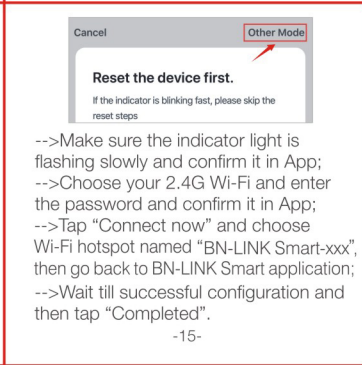 Cancel Other Mode
Reset the device first.
If the indicator is blinking fast, please skip the
reset steps
-->Make sure the indicator light is
flashing slowly and confirm it in App;
-->Choose your 2.4G Wi-Fi and enter
the password and confirm it in App;
-->Tap “Connect now” and choose
Wi-Fi hotspot named “BN-LINK Smart-xxx”,
then go back to BN-LINK Smart application;
-->Wait till successful configuration and
then tap “Completed”.
-15-